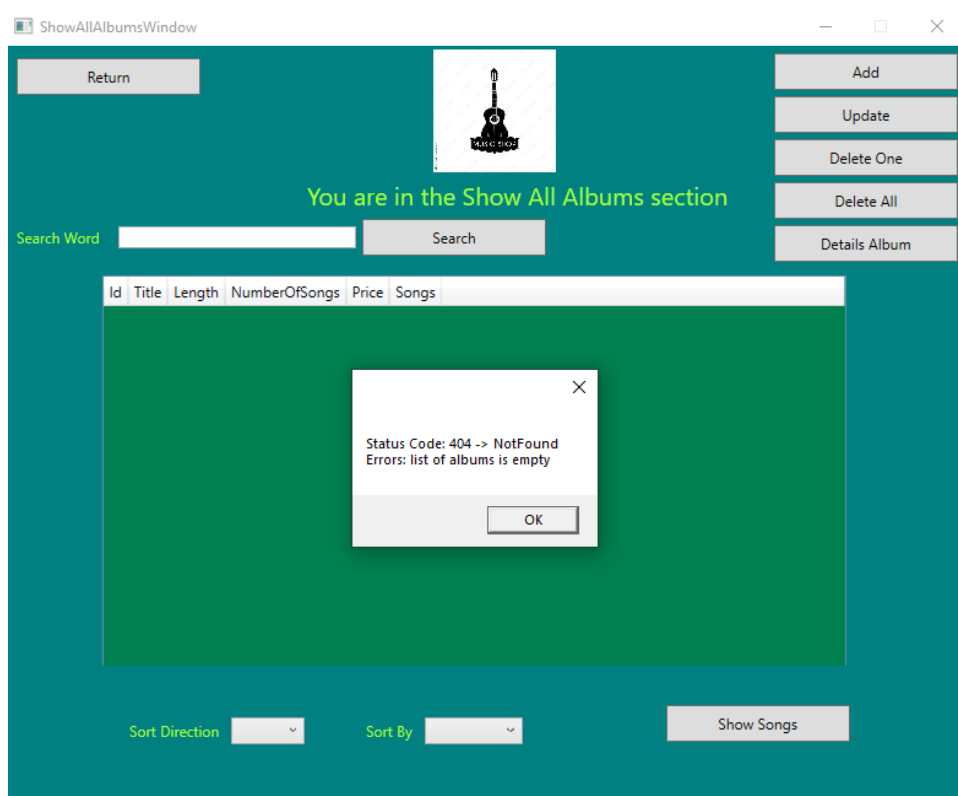 ShowAllAlbumsWindow
Return
Add
Update
Delete One
Delete All
Details Album
MUSIC SHOP
You are in the Show All Albums section
Search Word
Search
Id Title Length NumberOfSongs Price Songs
Status Code: 404 -> NotFound
Errors: list of albums is empty
OK
Sort Direction
Sort By
Show Songs